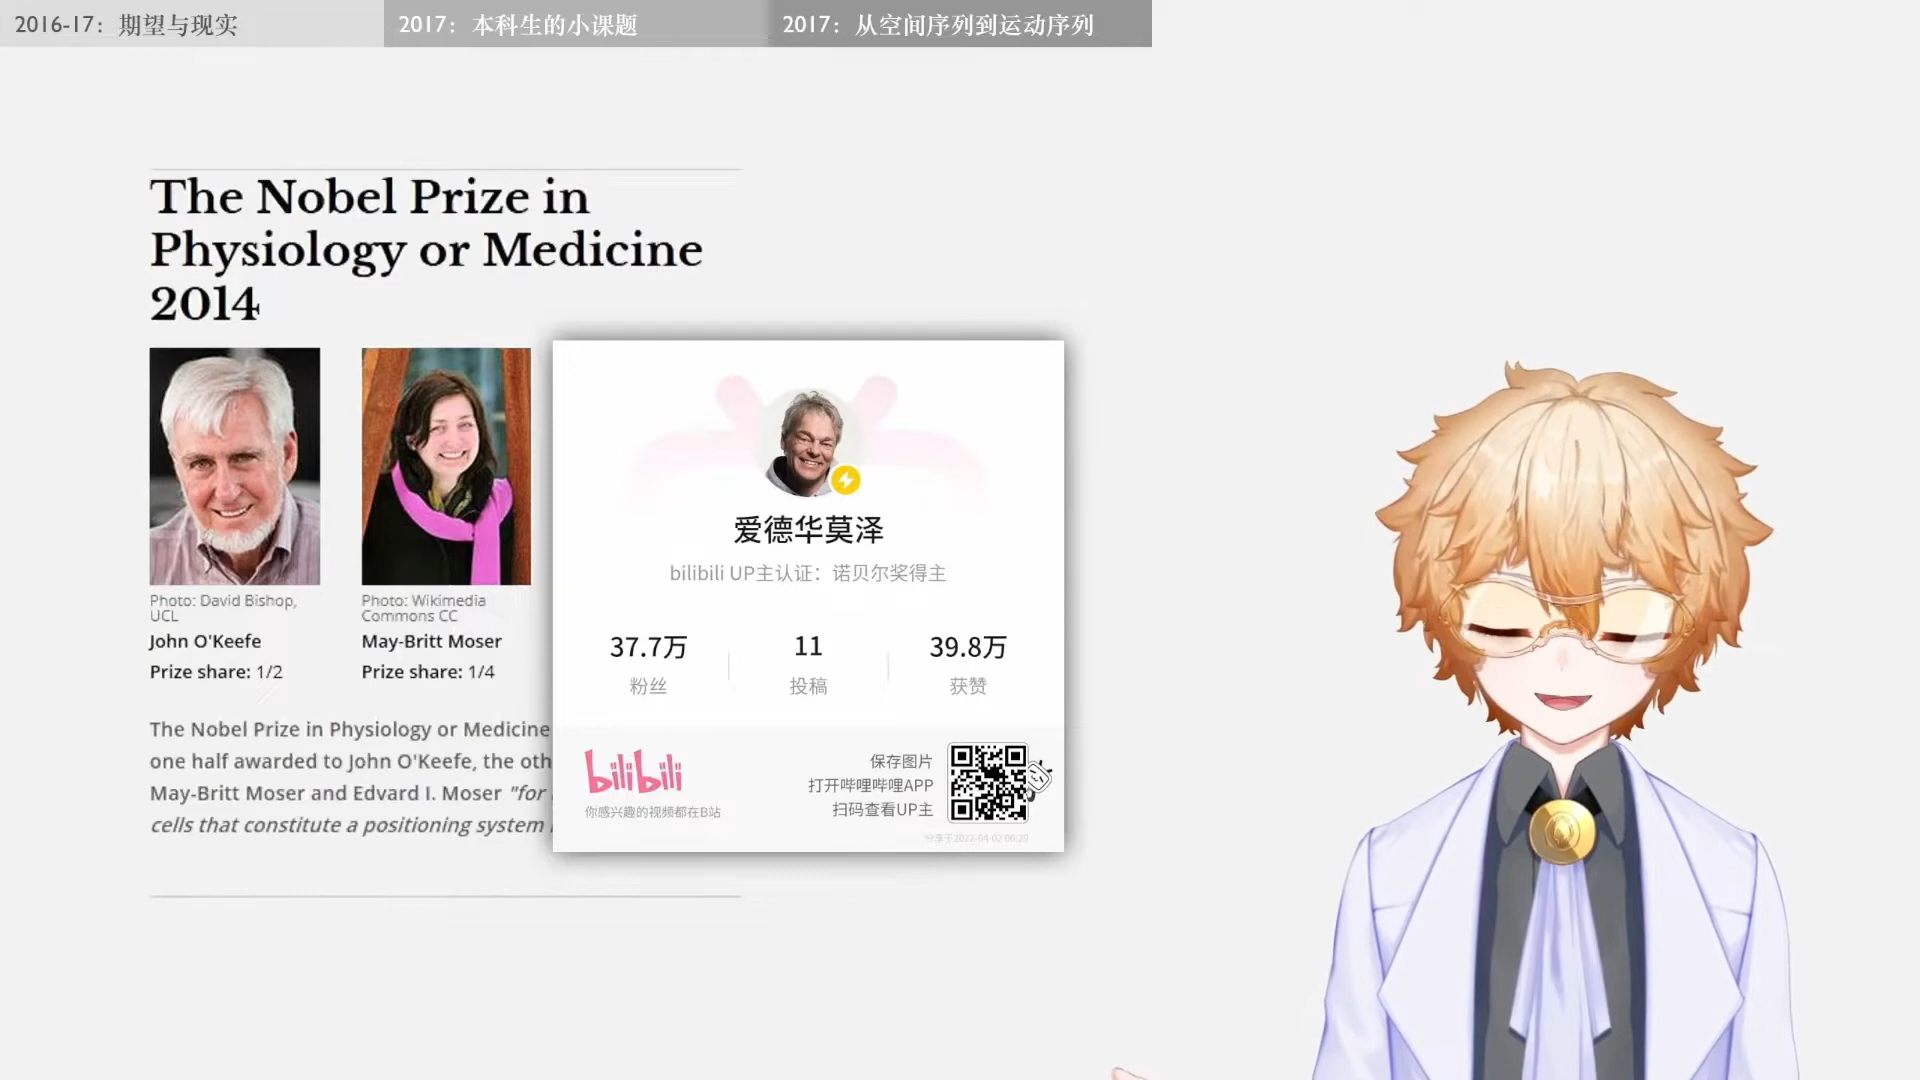 2016-17：期望与现实
2017：本科生的小课题
2017：从空间序列到运动序列
The Nobel Prize in
Physiology or Medicine
2014
Photo: David Bishop,
UCL
John O'Keefe
Prize share: 1/2
Photo: Wikimedia
Commons CC
May-Britt Moser
Prize share: 1/4
The Nobel Prize in Physiology or Medicine
one half awarded to John O'Keefe, the oth
May-Britt Moser and Edvard I. Moser "for
cells that constitute a positioning system
爱德华莫泽
bilibili UP主认证：诺贝尔奖得主
37.7万
粉丝
11
投稿
39.8万
获赞
bilibili
你感兴趣的视频都在B站
保存图片
打开哔哩哔哩APP
扫码查看UP主